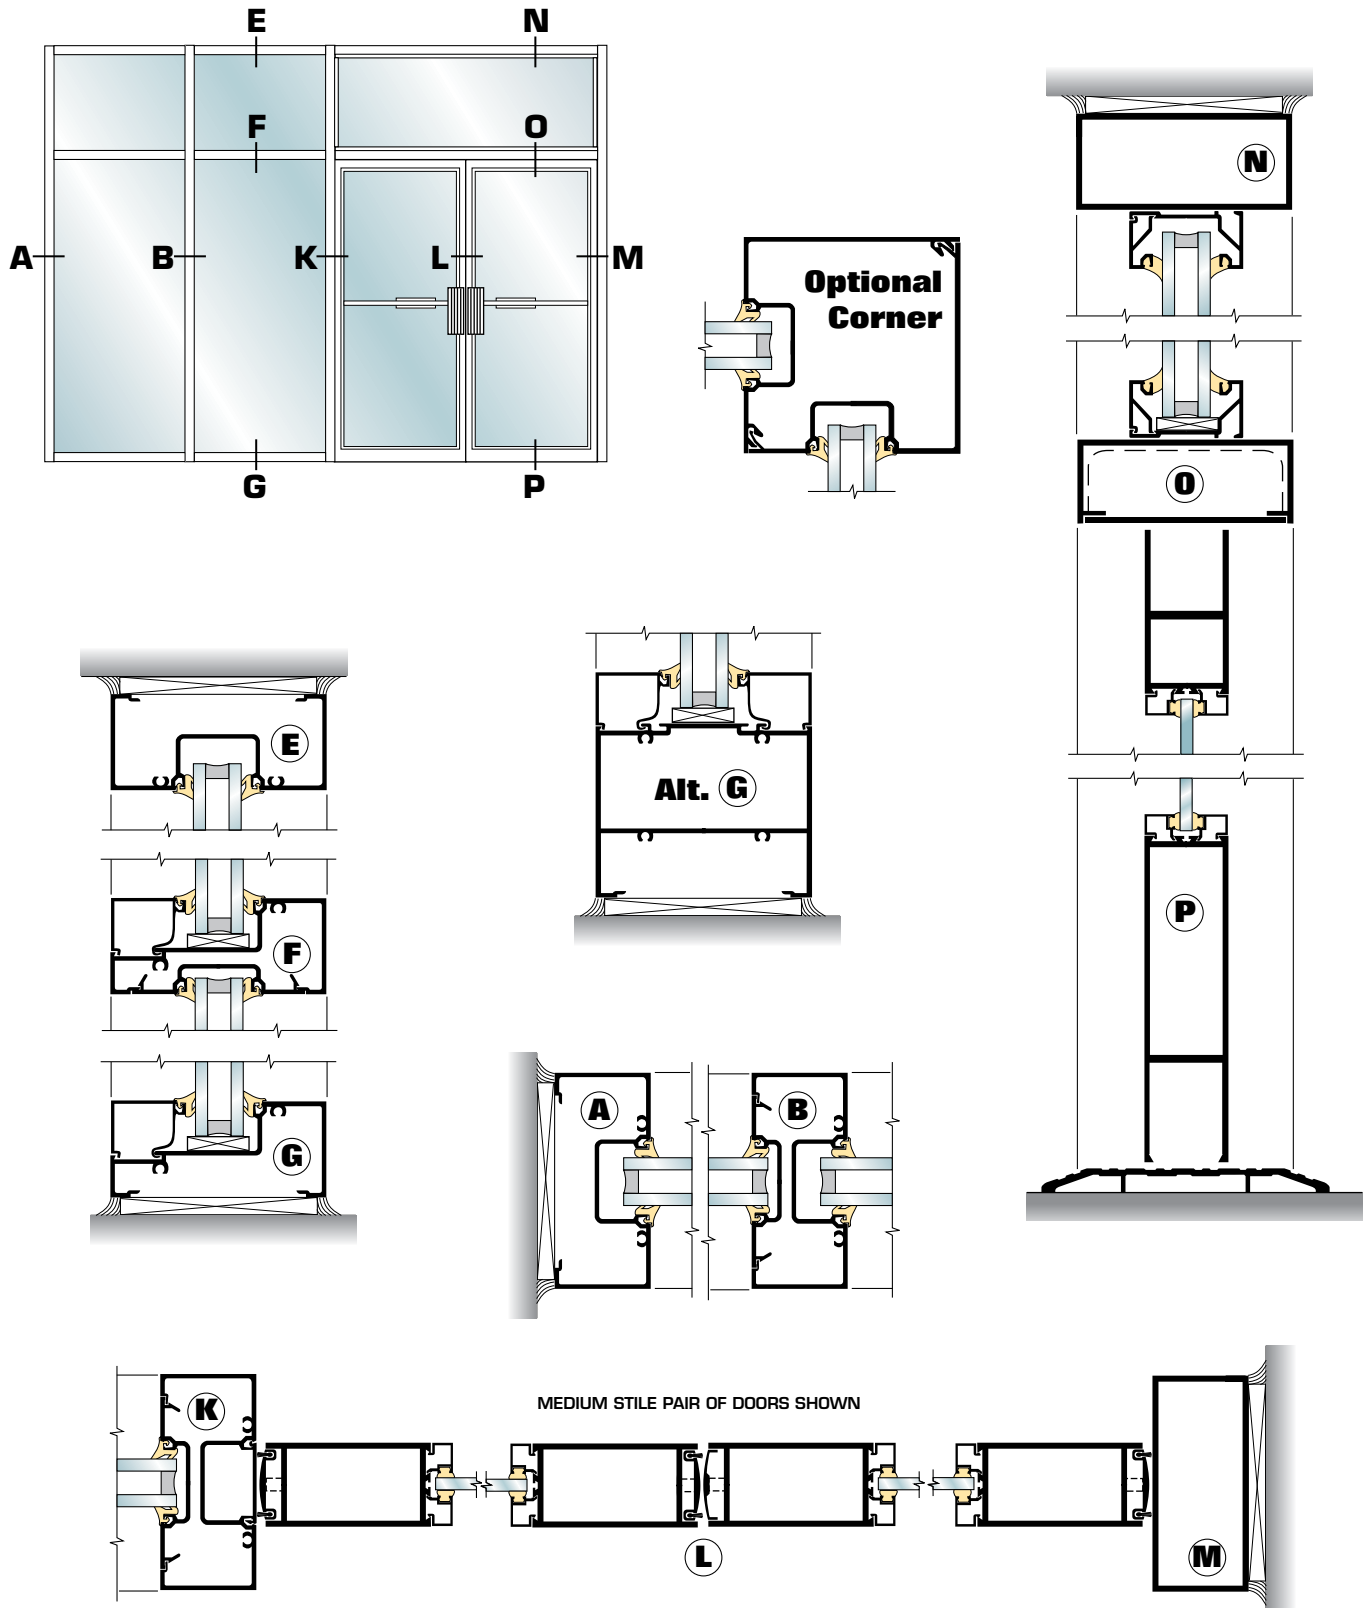 E
N
F
O
A
B
K
L
M
G
P
Optional
Corner
N
O
E
Alt. G
F
P
G
A
B
K
MEDIUM STILE PAIR OF DOORS SHOWN
L
M